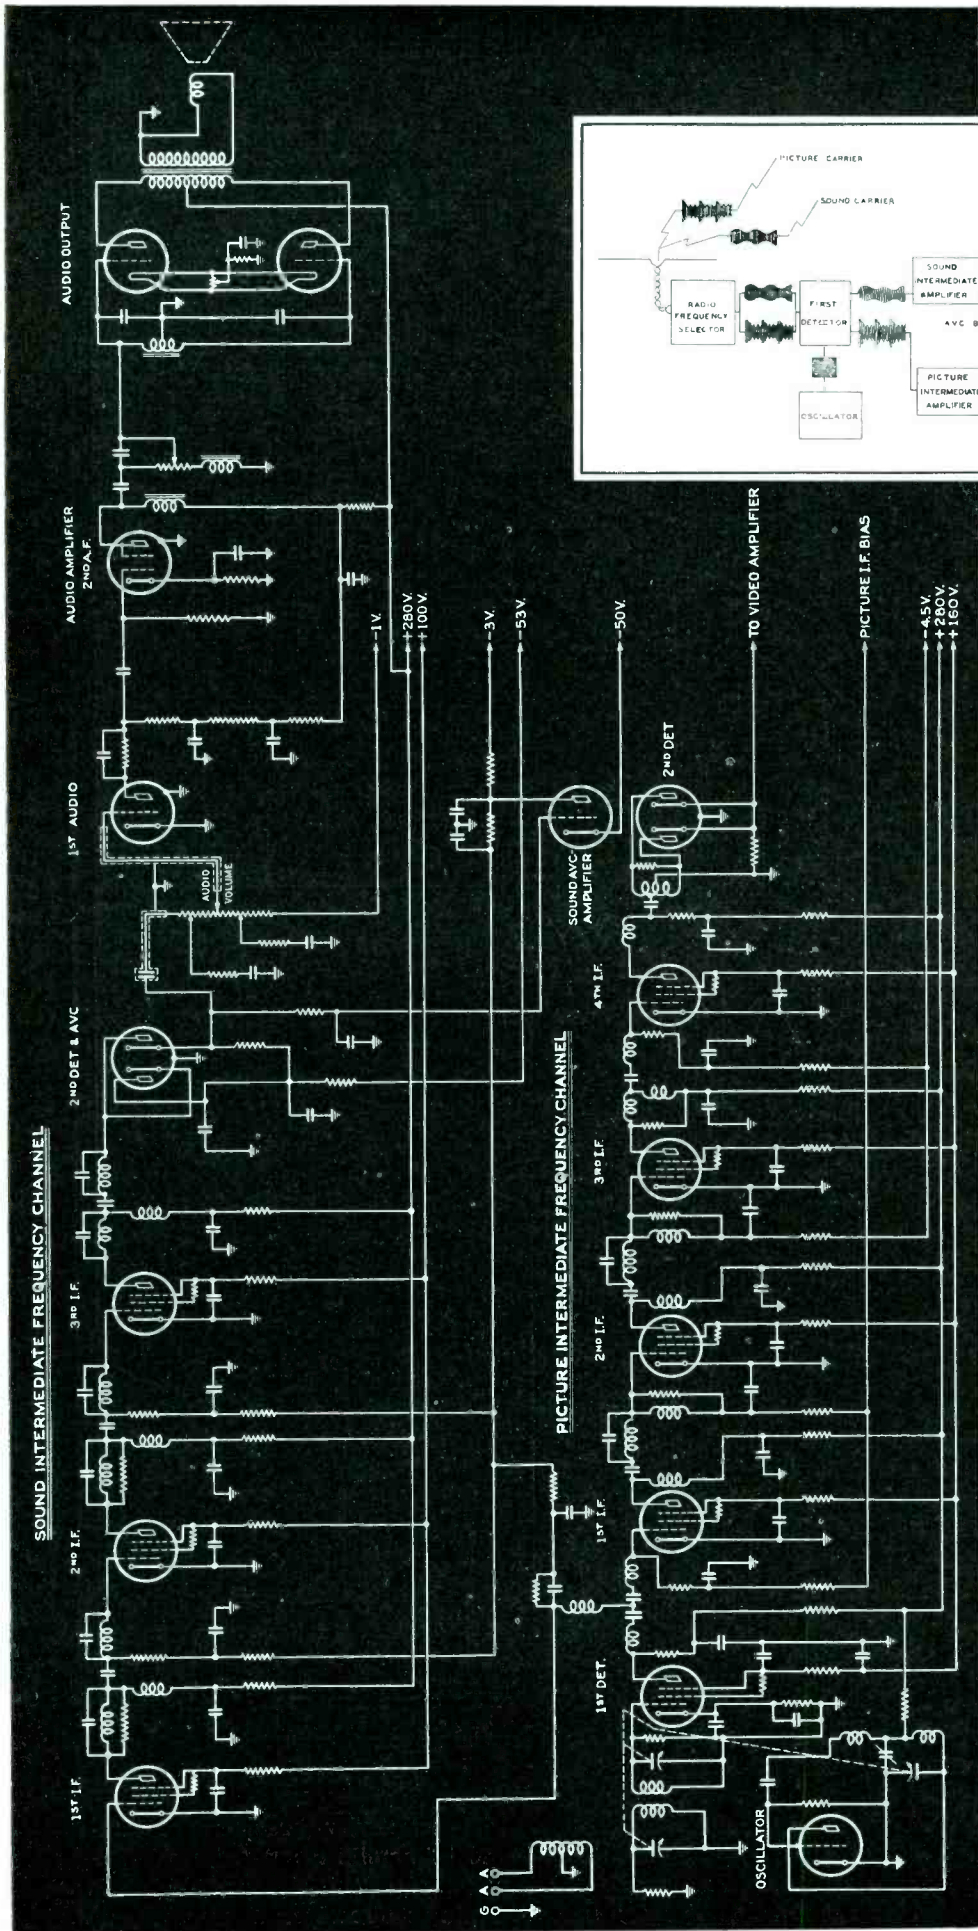 SOUND INTERMEDIATE FREQUENCY CHANNEL
1ST I.F.
2ND I.F.
3RD I.F.
2ND DET & AVC
1ST AUDIO
AUDIO
VOLUME
AUDIO AMPLIFIER
2ND A.F.
AUDIO OUTPUT
-1V.
+280V.
+100V.
-3V.
-53V.
SOUND AVC-
AMPLIFIER
-50V.
PICTURE INTERMEDIATE FREQUENCY CHANNEL
G A A
OSCILLATOR
1ST DET.
1ST I.F.
2ND I.F.
3RD I.F.
4TH I.F.
2ND DET
TO VIDEO AMPLIFIER
PICTURE I.F. BIAS
-4.5V.
+280V.
+160V.
PICTURE CARRIER
SOUND CARRIER
RADIO
FREQUENCY
SELECTOR
FIRST
DETECTOR
OSCILLATOR
SOUND
INTERMEDIATE
AMPLIFIER
AVC B
PICTURE
INTERMEDIATE
AMPLIFIER